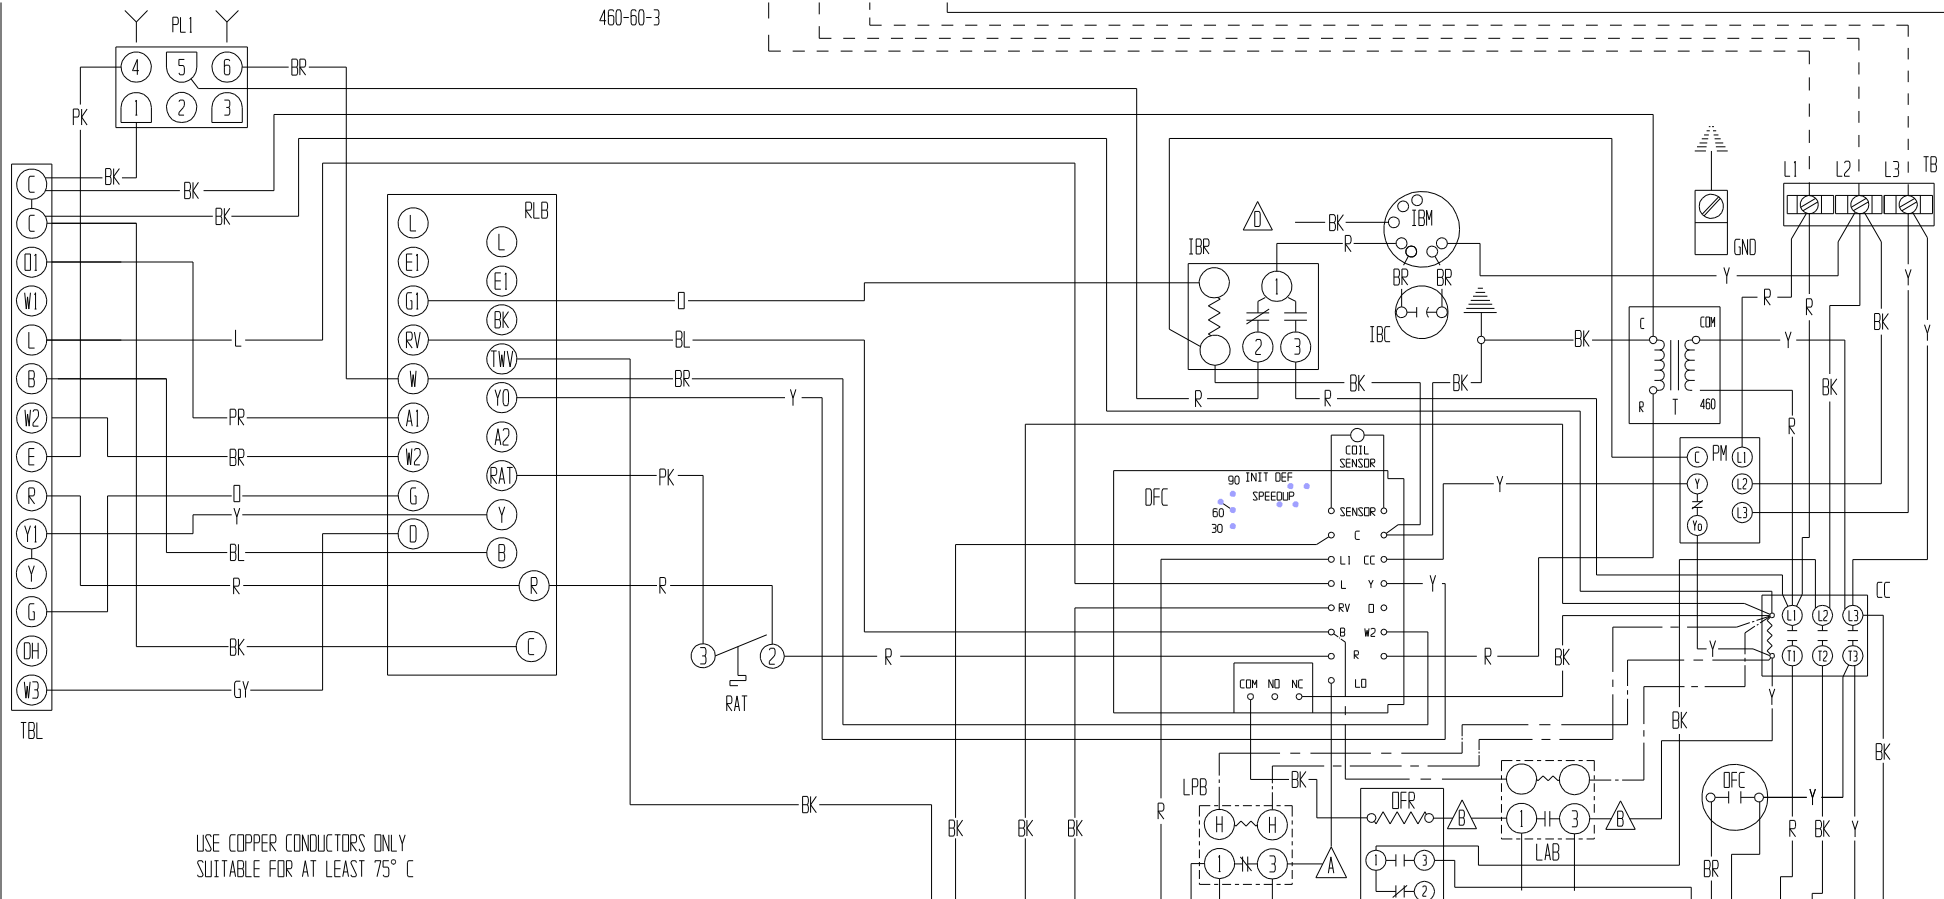 460-60-3
PL1
4 5 6
1 2 3
BR
PK
BK
BK
BK
C
C
O1
W1
L
B
W2
E
R
Y1
Y
G
DH
W3
TBL
L
PR
BR
O
Y
BL
R
BK
GY
RLB
L
E1
G1
RV
W
A1
W2
G
O
L
E1
BK
TWV
YO
A2
RAT
Y
B
R
C
O
BL
BR
Y
PK
R
3 2
RAT
R
BK
USE COPPER CONDUCTORS ONLY
SUITABLE FOR AT LEAST 75° C
D
BK
IBM
R
IBR
1
2 3
BR BR
IBC
BK
R
R
BK
BK
GND
L1 L2 L3
TB
Y
R
R
BK
Y
Y
C COM
R T 460
Y
BK
R
PM
C L1
Y L2
Yo L3
COIL
SENSOR
DFC
90 INIT DEF
SPEEDUP
60
30
SENSOR
C
L1 CC
L Y
RV O
B W2
R
LO
COM NO NC
Y
Y
R
BK
CC
L1 L2 L3
T1 T2 T3
Y
Y
BK
BK
BK
BK
BK
R
LPB
H H
1 3
BK
A
DFR
1 3
2
B
1 3
LAB
B
OFC
Y
BR
R BK Y